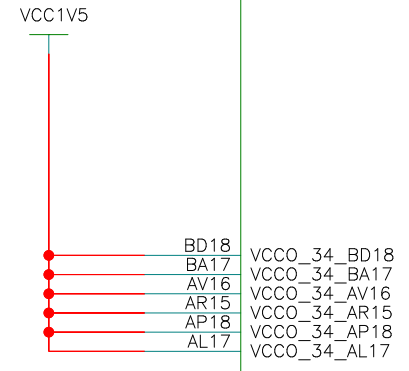 VCC1V5
BD18 VCCO_34_BD18
BA17 VCCO_34_BA17
AV16 VCCO_34_AV16
AR15 VCCO_34_AR15
AP18 VCCO_34_AP18
AL17 VCCO_34_AL17